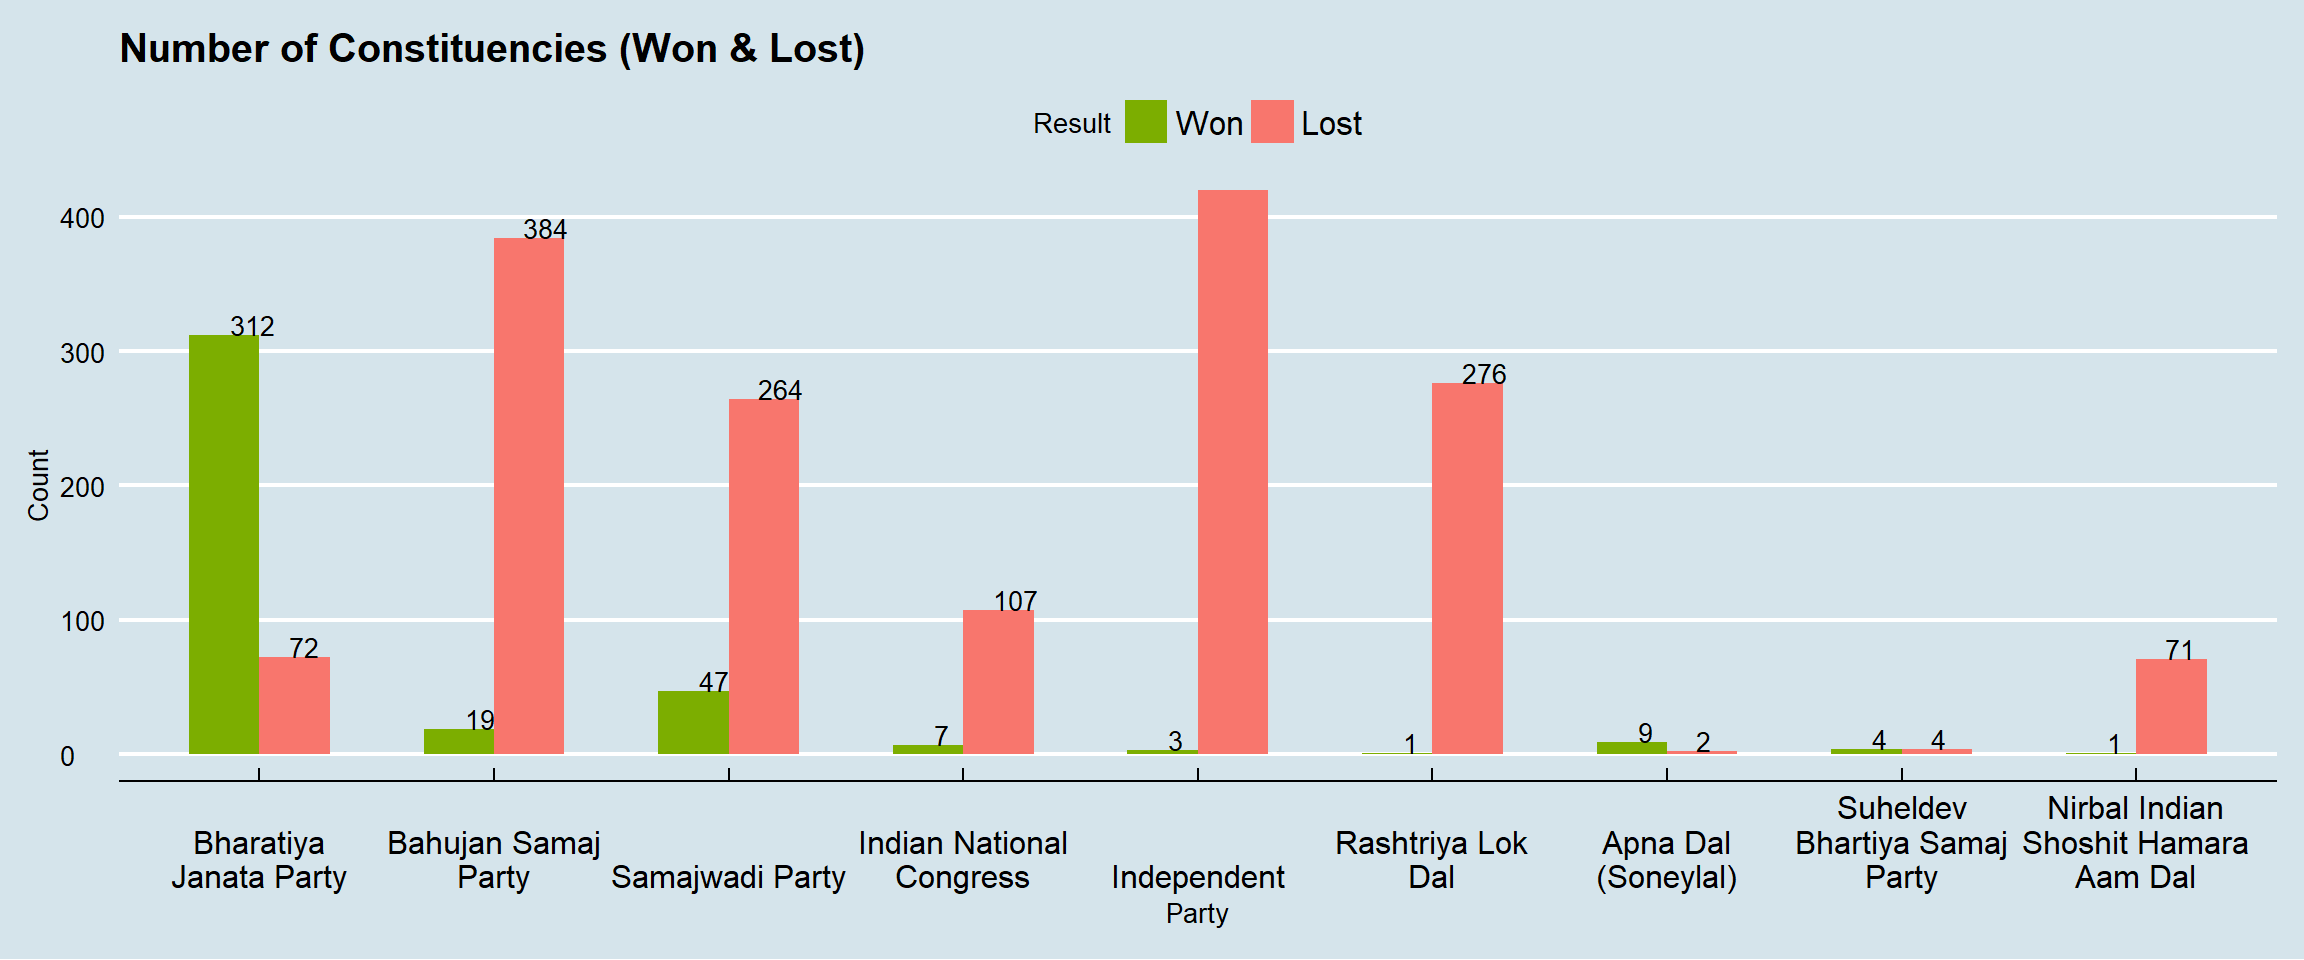 Number of Constituencies (Won & Lost)
Result Won Lost
400
300
200
100
0
Count
312
72
19
384
47
264
7
107
3
1
276
9
2
4
4
1
71
Bharatiya
Janata Party
Bahujan Samaj
Party
Samajwadi Party
Indian National
Congress
Independent
Rashtriya Lok
Dal
Apna Dal
(Soneylal)
Suheldev
Bhartiya Samaj
Party
Nirbal Indian
Shoshit Hamara
Aam Dal
Party